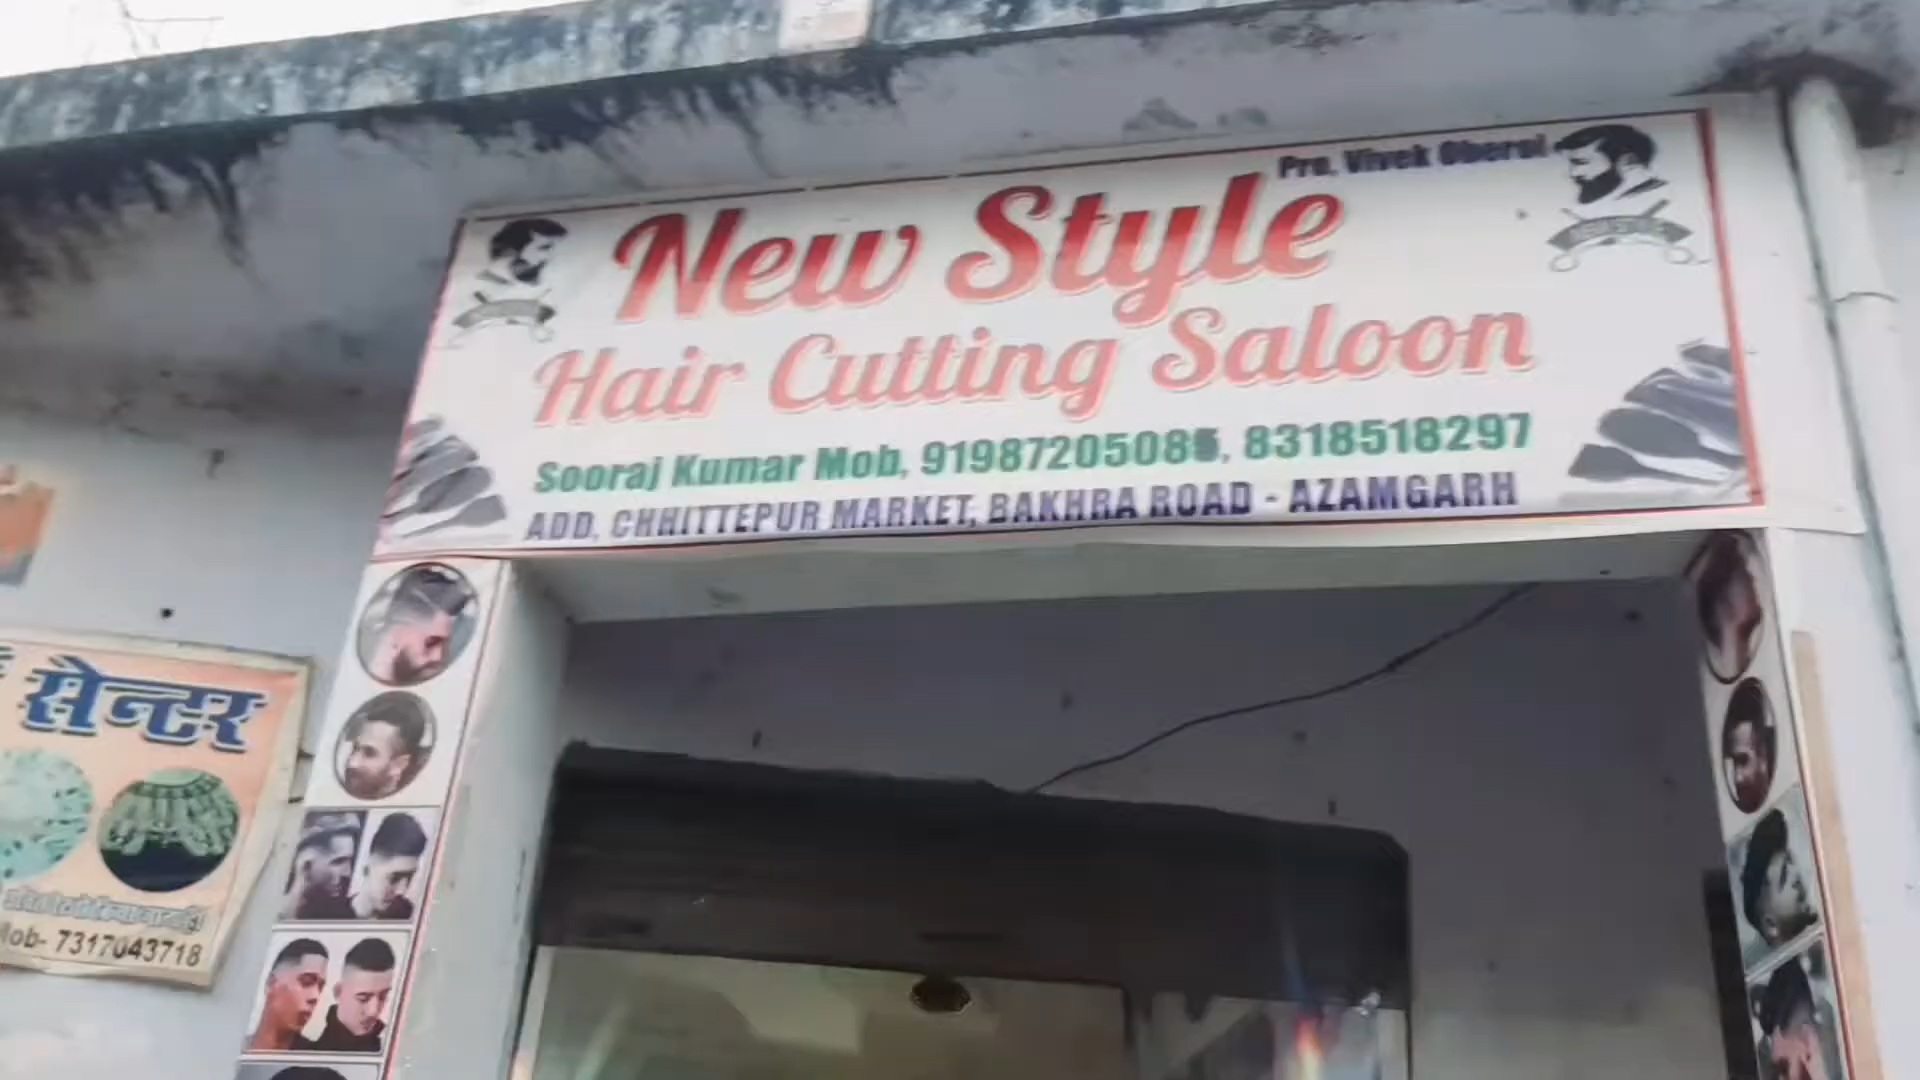 Pro, Vivek Oberoi
New Style
Hair Cutting Saloon
Sooraj Kumar Mob, 91987205085, 8318518297
ADD, CHHITTEPUR MARKET, BAKHRA ROAD - AZAMGARH
सेन्टर
Mob- 7317043718